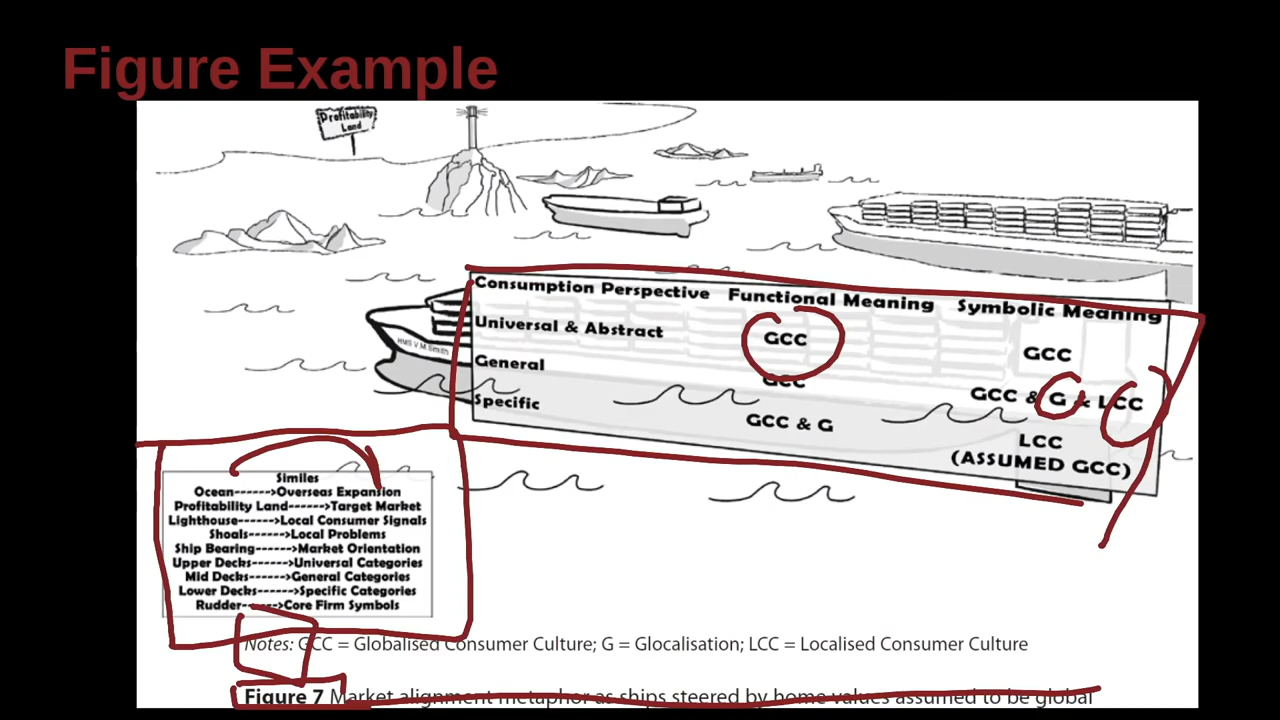 Figure Example
Profitability
Land
Consumption Perspective Functional Meaning Symbolic Meaning
Universal & Abstract GCC GCC
General GCC GCC & G & LCC
Specific GCC & G LCC
(ASSUMED GCC)
HMS V M Smith
Similes
Ocean------>Overseas Expansion
Profitability Land------>Target Market
Lighthouse------>Local Consumer Signals
Shoals------>Local Problems
Ship Bearing------>Market Orientation
Upper Decks------>Universal Categories
Mid Decks------>General Categories
Lower Decks------>Specific Categories
Rudder------>Core Firm Symbols
Notes: GCC = Globalised Consumer Culture; G = Glocalisation; LCC = Localised Consumer Culture
Figure 7 Market alignment metaphor as ships steered by home values assumed to be global